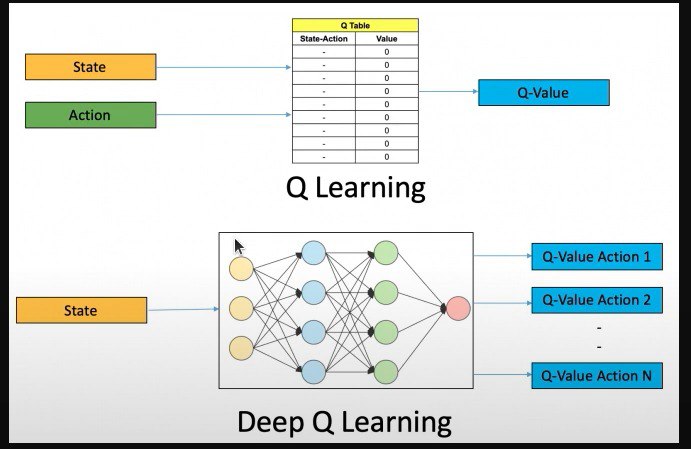 Q Table
State-Action Value
- 0
- 0
- 0
- 0
- 0
- 0
- 0
- 0
- 0
State
Action
Q-Value
Q Learning
State
Q-Value Action 1
Q-Value Action 2
-
-
Q-Value Action N
Deep Q Learning